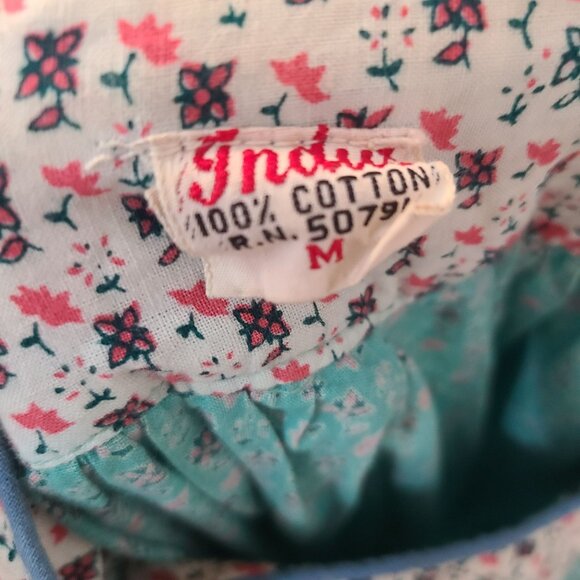 India
100% COTTON
R.N. 5079
M